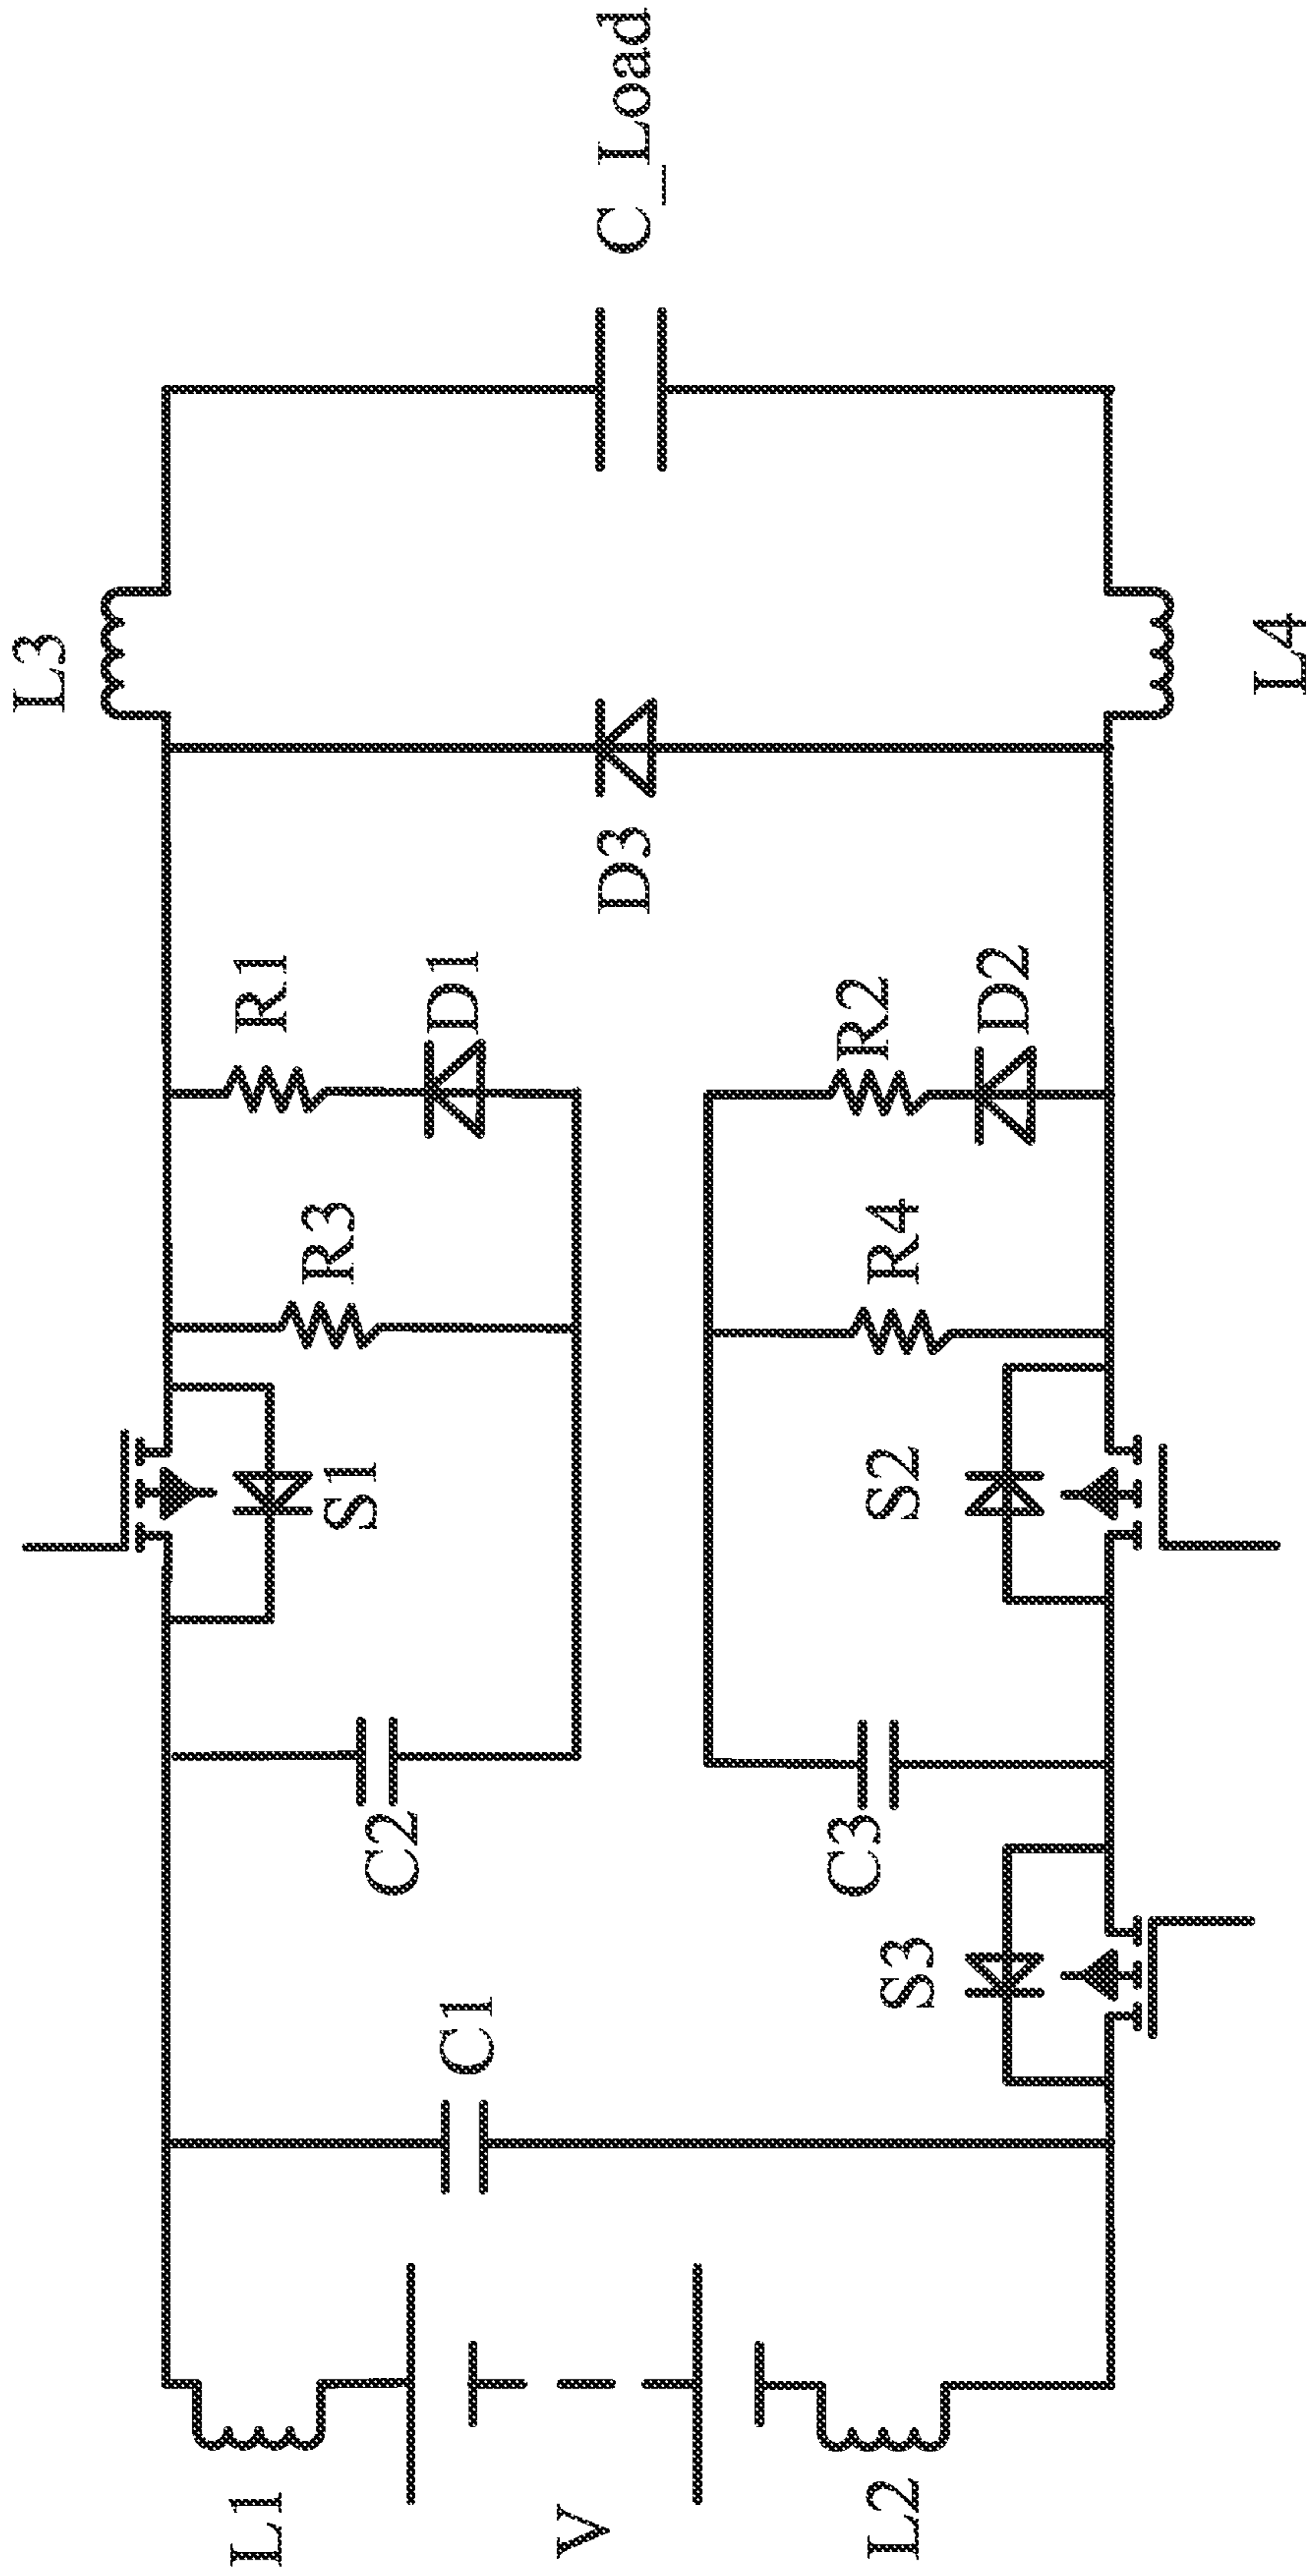 L3
C_Load
L4
R1
D1
D3
R2
D2
R3
R4
S1
S2
C2
C3
S3
C1
L1
V
L2